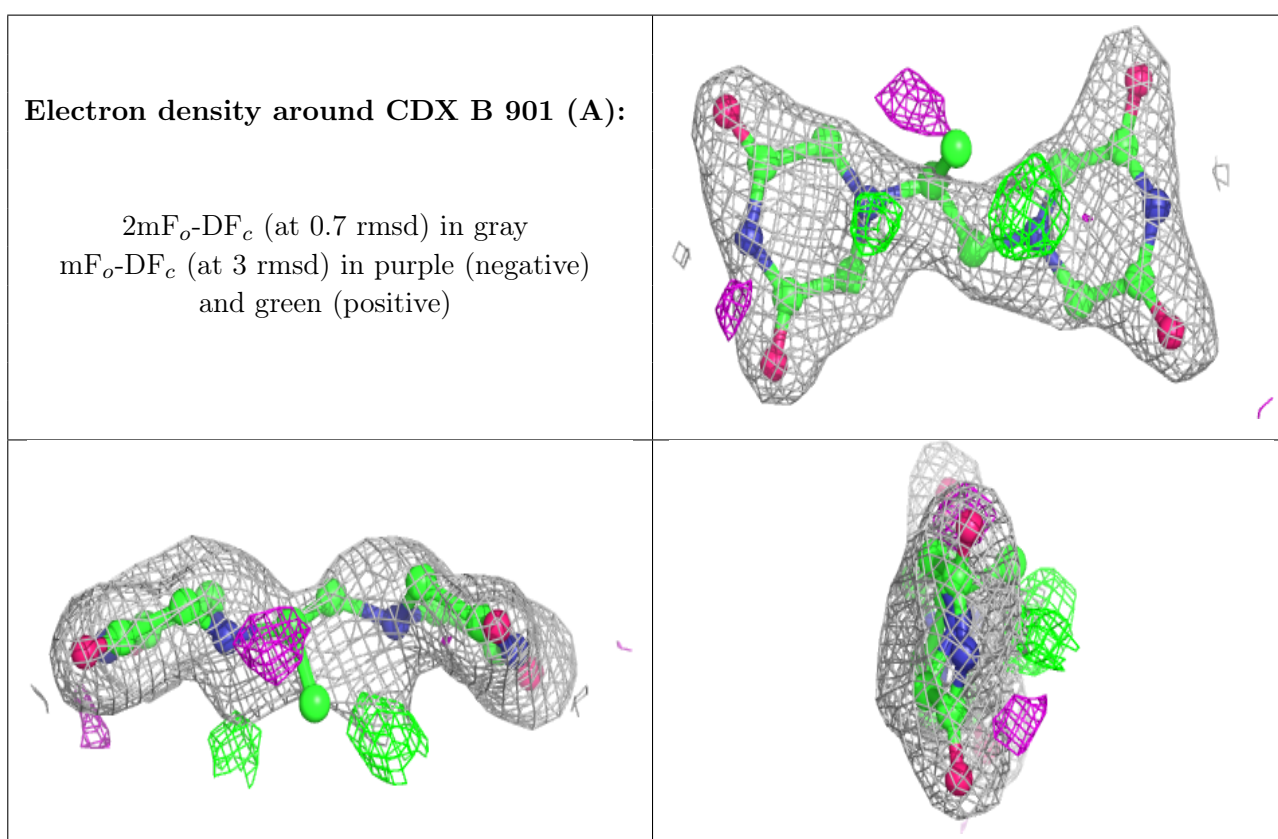 Electron density around CDX B 901 (A):
2mFo-DFc (at 0.7 rmsd) in gray
mFo-DFc (at 3 rmsd) in purple (negative)
and green (positive)